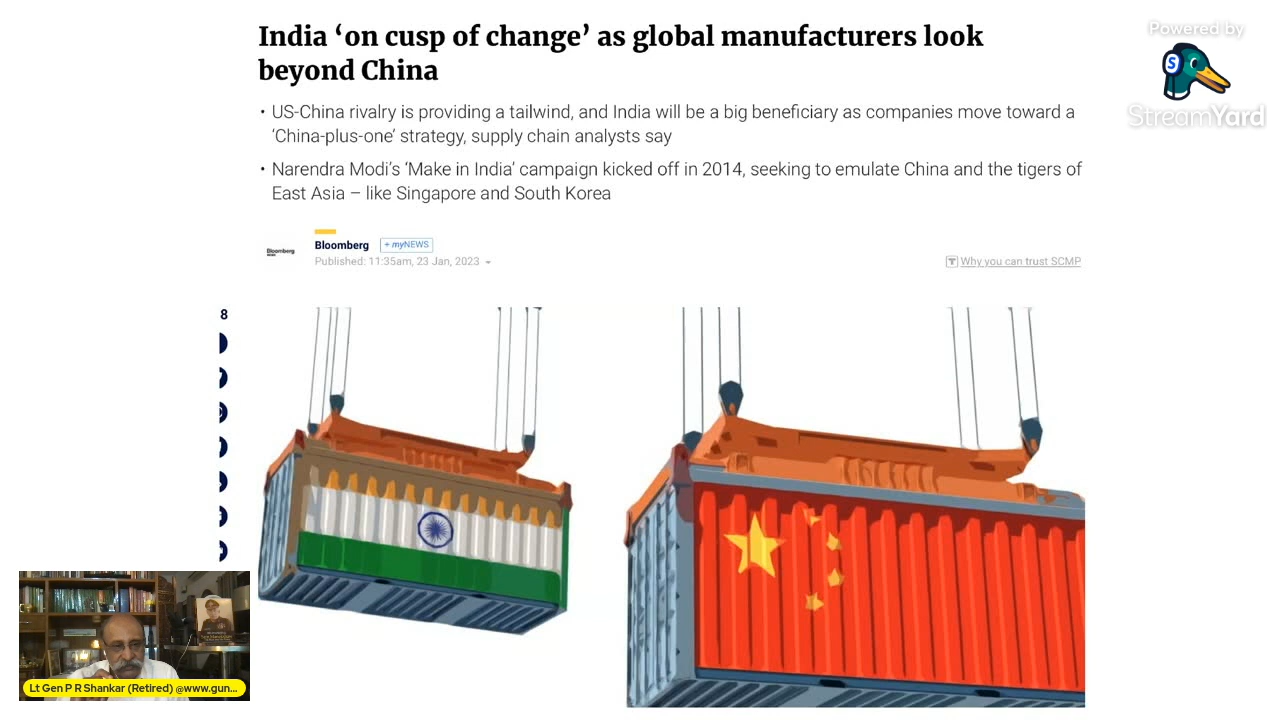 India ‘on cusp of change’ as global manufacturers look
beyond China
• US-China rivalry is providing a tailwind, and India will be a big beneficiary as companies move toward a
‘China-plus-one’ strategy, supply chain analysts say
• Narendra Modi’s ‘Make in India’ campaign kicked off in 2014, seeking to emulate China and the tigers of
East Asia – like Singapore and South Korea
Bloomberg
Bloomberg + myNEWS
Published: 11:35am, 23 Jan, 2023
Why you can trust SCMP
8
Powered by
S
StreamYard
Lt Gen P R Shankar (Retired) @www.gun...